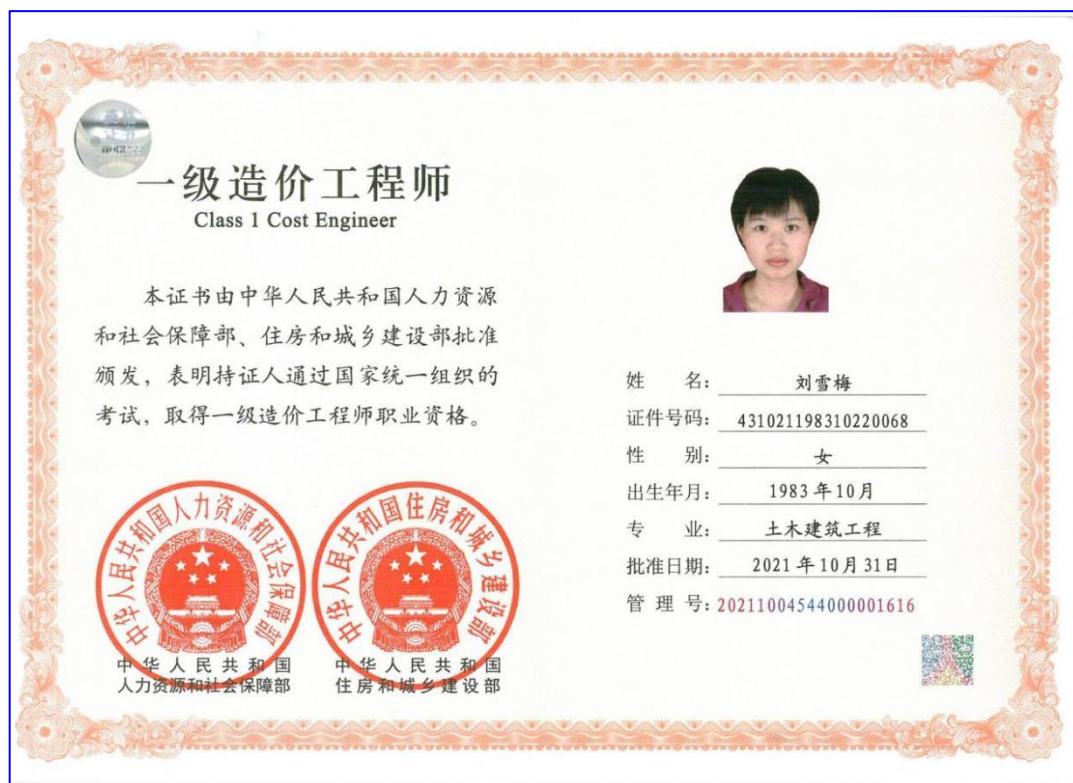 一级造价工程师
Class 1 Cost Engineer
本证书由中华人民共和国人力资源
和社会保障部、住房和城乡建设部批准
颁发，表明持证人通过国家统一组织的
考试，取得一级造价工程师职业资格。
中华人民共和国人力资源和社会保障部
中华人民共和国
人力资源和社会保障部
中华人民共和国住房和城乡建设部
中华人民共和国
住房和城乡建设部
姓 名：刘雪梅
证件号码：431021198310220068
性 别：女
出生年月：1983年10月
专 业：土木建筑工程
批准日期：2021年10月31日
管 理 号：20211004544000001616